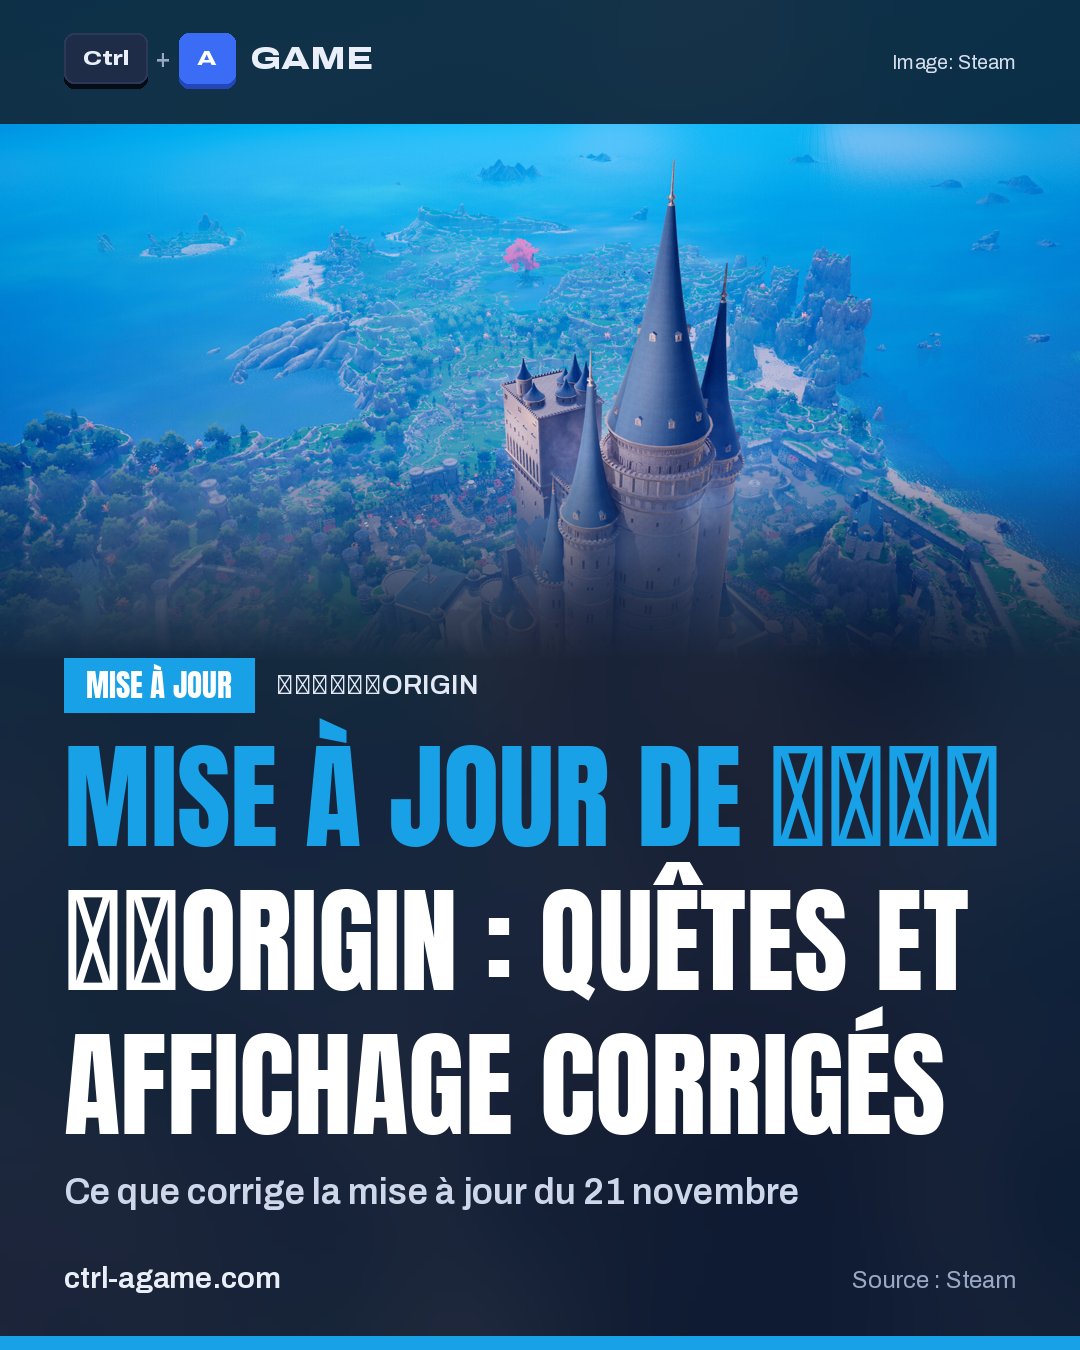 Ctrl + A GAME
Image: Steam
MISE À JOUR
ORIGIN
MISE À JOUR DE
ORIGIN : QUÊTES ET
AFFICHAGE CORRIGÉS
Ce que corrige la mise à jour du 21 novembre
ctrl-agame.com
Source : Steam